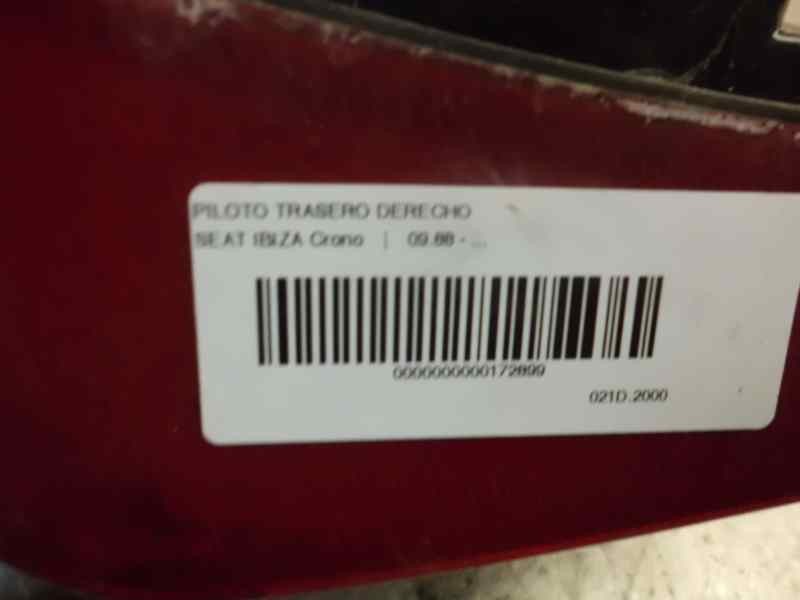 PILOTO TRASERO DERECHO
SEAT IBIZA Crono | 09.88 - ...
0000000000172899
021D.2000